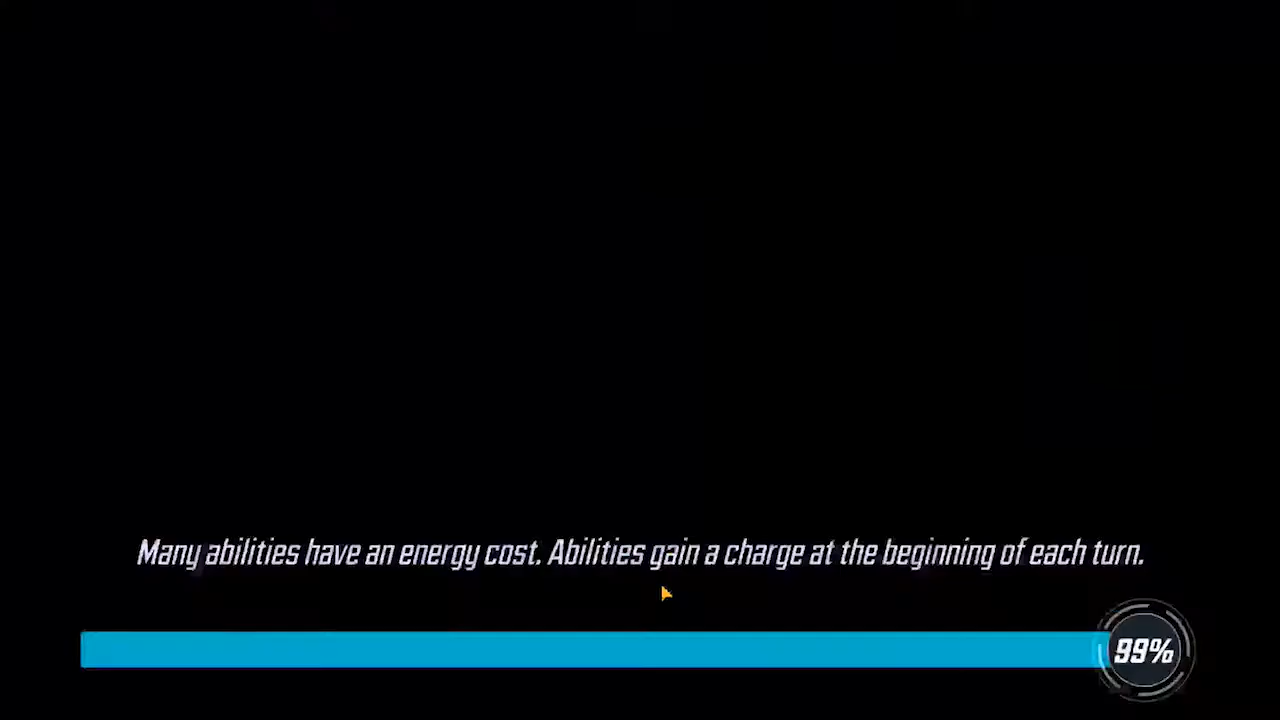 Many abilities have an energy cost. Abilities gain a charge at the beginning of each turn.
99%